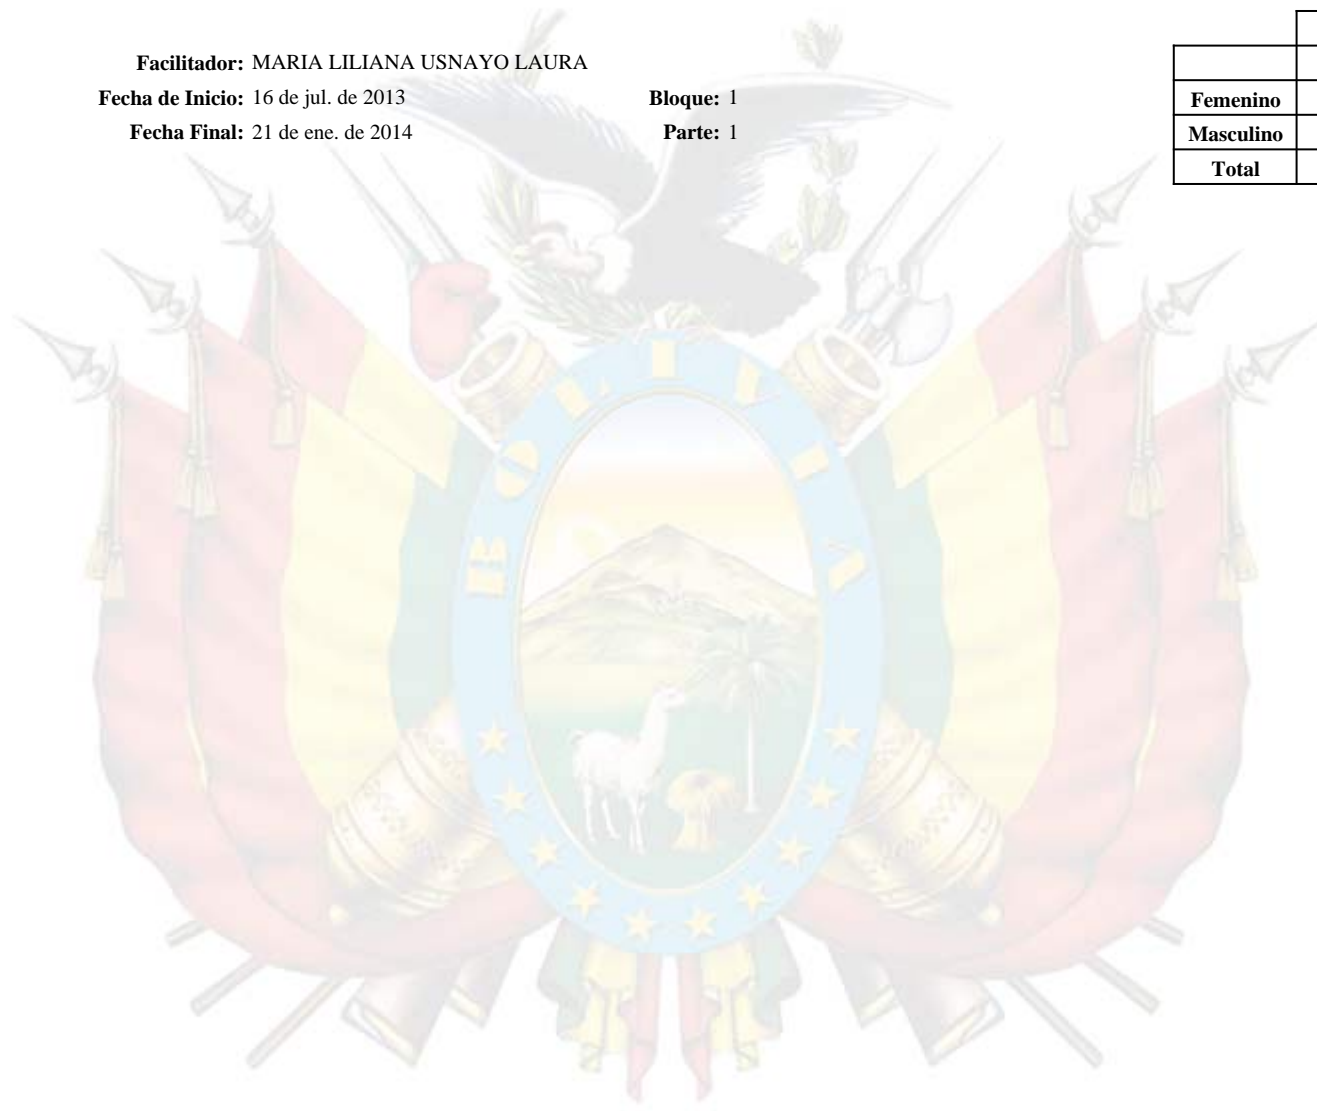 Facilitador: MARIA LILIANA USNAYO LAURA
Fecha de Inicio: 16 de jul. de 2013 Bloque: 1
Fecha Final: 21 de ene. de 2014 Parte: 1
Femenino
Masculino
Total
BOLIVIA